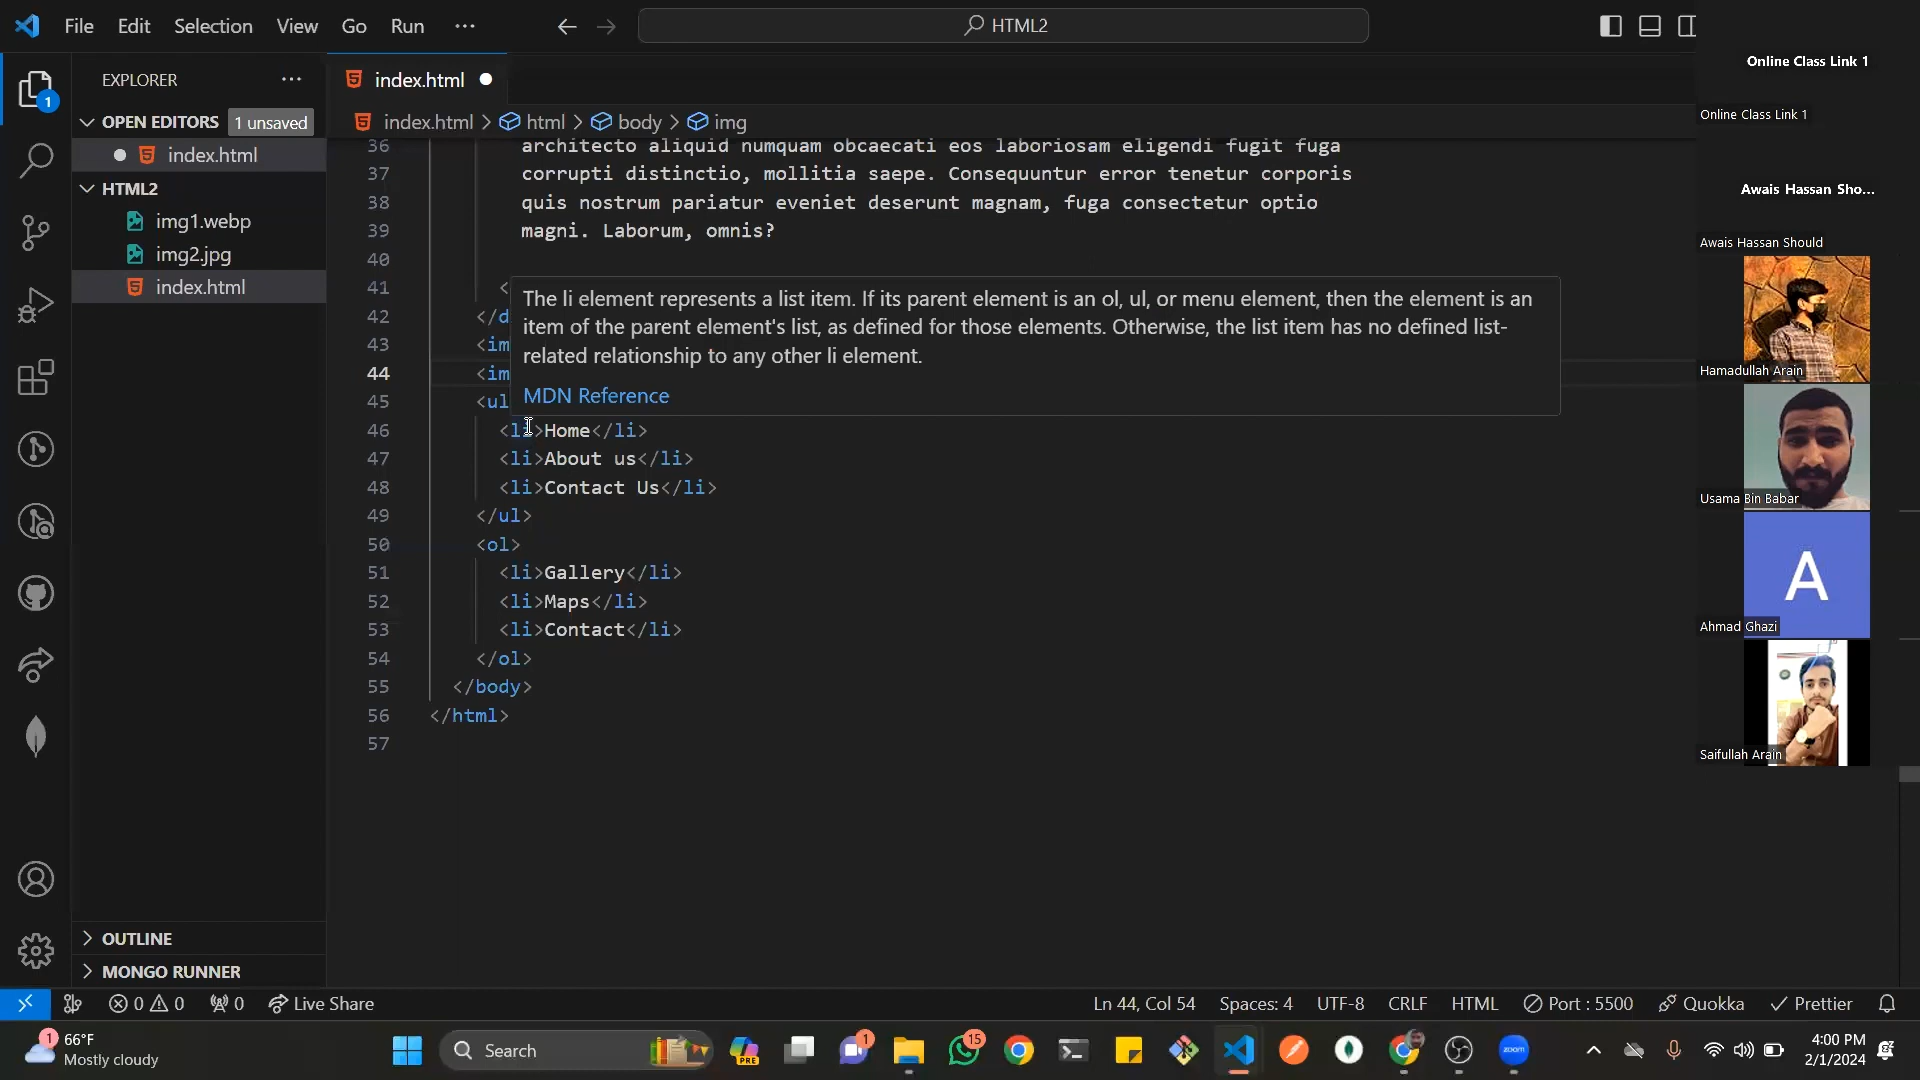 File Edit Selection View Go Run ···
HTML2
Online Class Link 1
Online Class Link 1
Awais Hassan Sho...
Awais Hassan Should
Hamadullah Arain
Usama Bin Babar
A
Ahmad Ghazi
Saifullah Arain
1
EXPLORER ···
OPEN EDITORS 1 unsaved
index.html
HTML2
img1.webp
img2.jpg
index.html
OUTLINE
MONGO RUNNER
index.html
index.html > html > body > img
36 architecto aliquid numquam obcaecati eos laboriosam eligendi fugit fuga
37 corrupti distinctio, mollitia saepe. Consequuntur error tenetur corporis
38 quis nostrum pariatur eveniet deserunt magnam, fuga consectetur optio
39 magni. Laborum, omnis?
40
41 <
42 </d
43 <im
44 <im
45 <ul
The li element represents a list item. If its parent element is an ol, ul, or menu element, then the element is an
item of the parent element's list, as defined for those elements. Otherwise, the list item has no defined list-
related relationship to any other li element.
MDN Reference
46 <li>Home</li>
47 <li>About us</li>
48 <li>Contact Us</li>
49 </ul>
50 <ol>
51 <li>Gallery</li>
52 <li>Maps</li>
53 <li>Contact</li>
54 </ol>
55 </body>
56 </html>
57
0 0 0 Live Share Ln 44, Col 54 Spaces: 4 UTF-8 CRLF HTML Port : 5500 Quokka Prettier
1 66°F
Mostly cloudy
Search
PRE
1
15
zoom
4:00 PM
2/1/2024